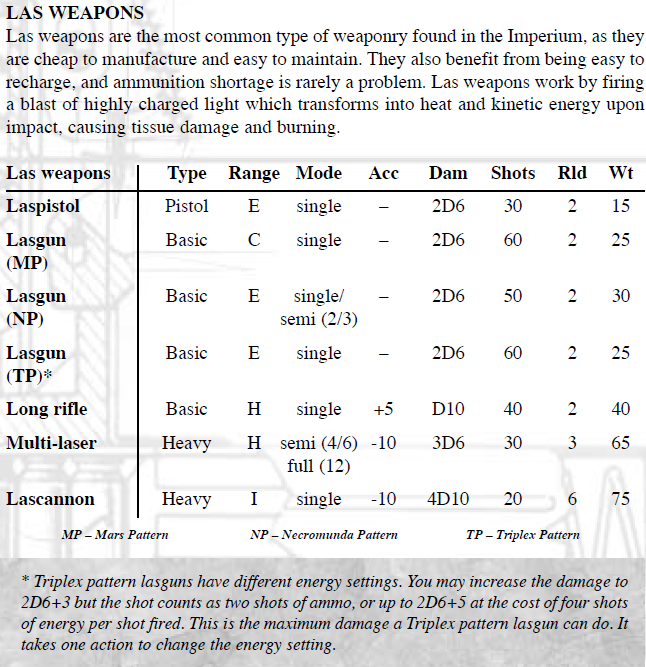 LAS WEAPONS
Las weapons are the most common type of weaponry found in the Imperium, as they
are cheap to manufacture and easy to maintain. They also benefit from being easy to
recharge, and ammunition shortage is rarely a problem. Las weapons work by firing
a blast of highly charged light which transforms into heat and kinetic energy upon
impact, causing tissue damage and burning.
Las weapons Type Range Mode Acc Dam Shots Rld Wt
Laspistol Pistol E single – 2D6 30 2 15
Lasgun Basic C single – 2D6 60 2 25
(MP)
Lasgun Basic E single/ – 2D6 50 2 30
(NP) semi (2/3)
Lasgun Basic E single – 2D6 60 2 25
(TP)*
Long rifle Basic H single +5 D10 40 2 40
Multi-laser Heavy H semi (4/6) -10 3D6 30 3 65
full (12)
Lascannon Heavy I single -10 4D10 20 6 75
MP – Mars Pattern NP – Necromunda Pattern TP – Triplex Pattern
* Triplex pattern lasguns have different energy settings. You may increase the damage to
2D6+3 but the shot counts as two shots of ammo, or up to 2D6+5 at the cost of four shots
of energy per shot fired. This is the maximum damage a Triplex pattern lasgun can do. It
takes one action to change the energy setting.